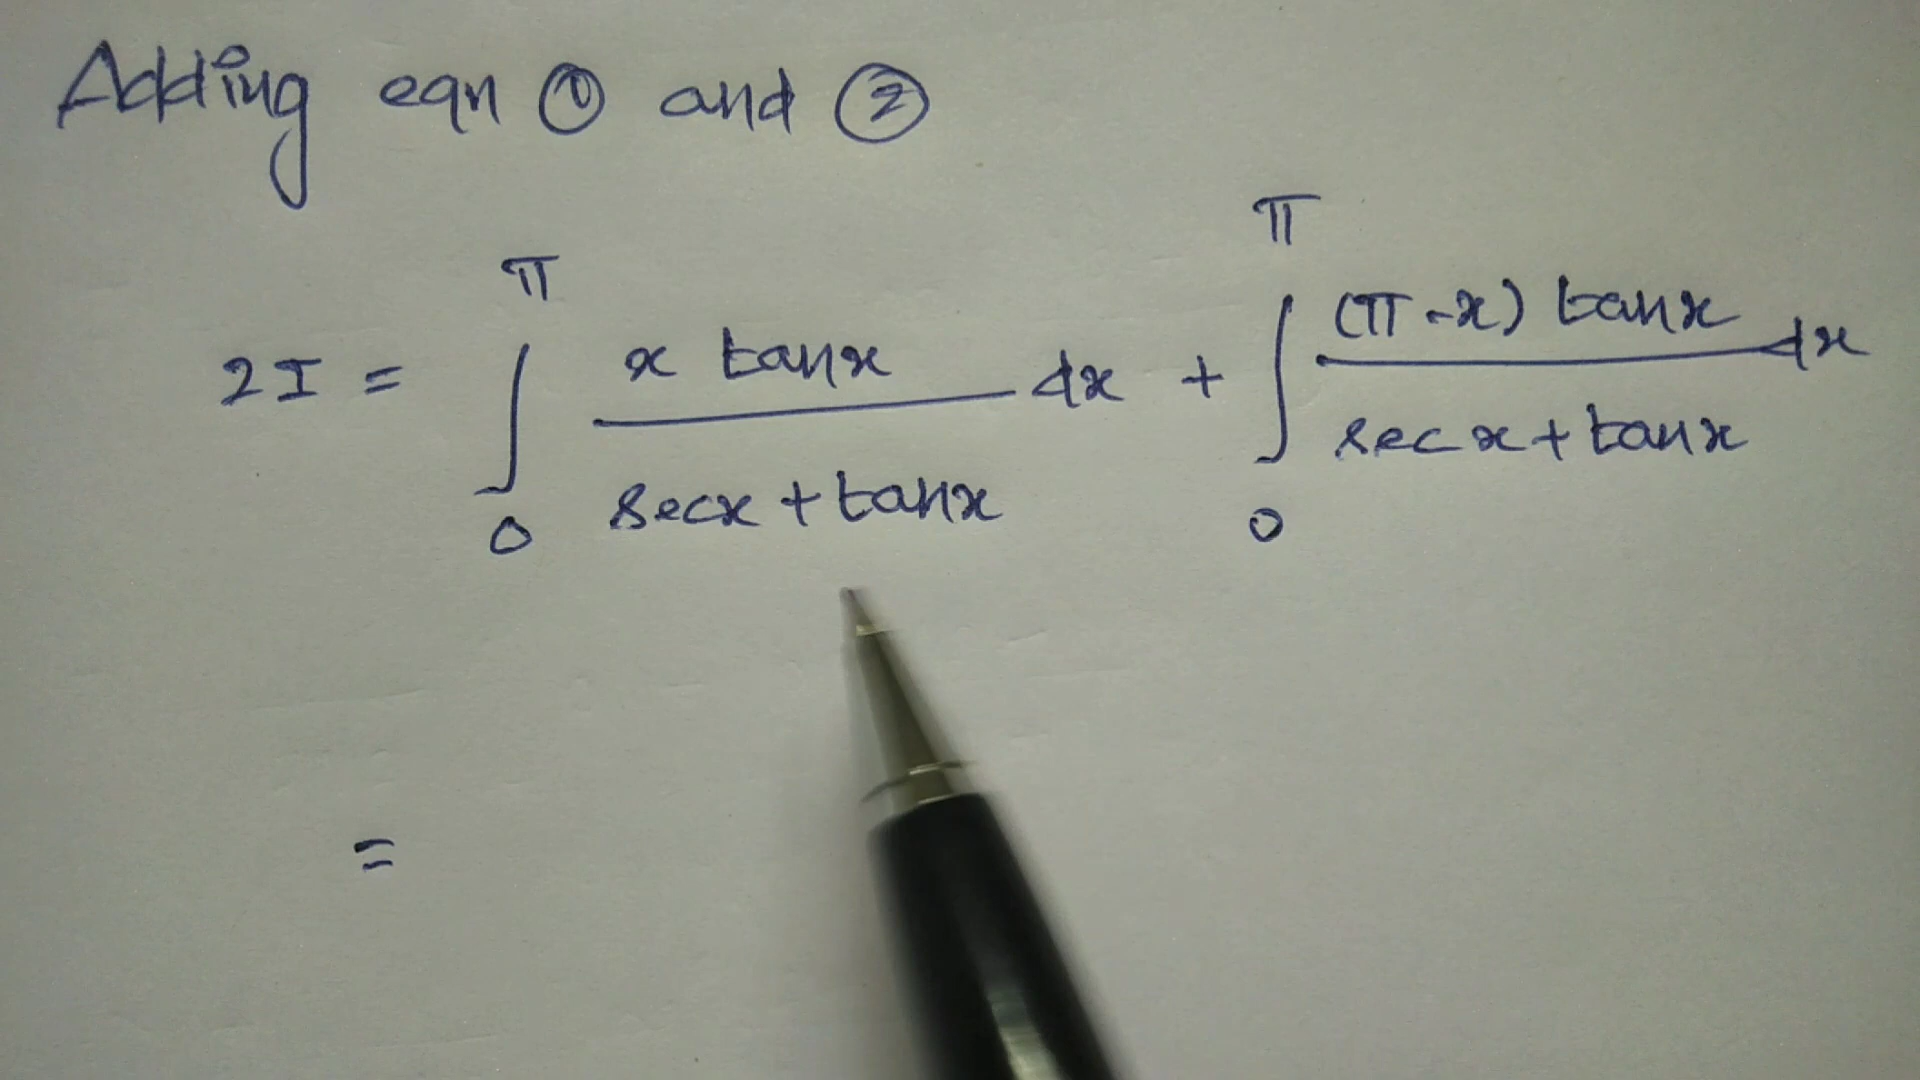 Adding eqn ① and ②
2I = ∫₀^π (x tanx)/(secx + tanx) dx + ∫₀^π ((π - x) tanx)/(secx + tanx) dx
=